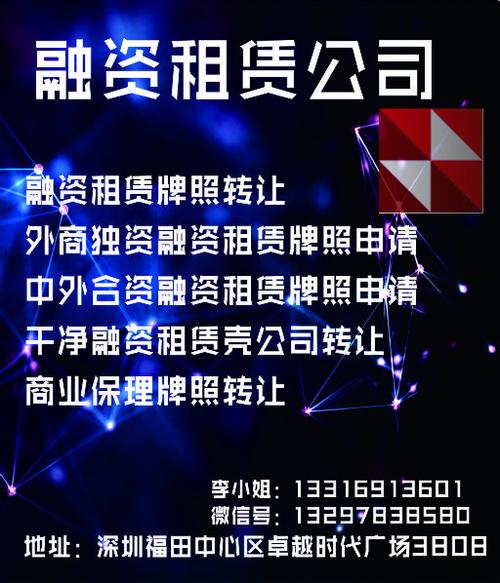 融资租赁公司
融资租赁牌照转让
外商独资融资租赁牌照申请
中外合资融资租赁牌照申请
干净融资租赁壳公司转让
商业保理牌照转让
李小姐：13316913601
微信号：13297838580
地址：深圳福田中心区卓越时代广场3808